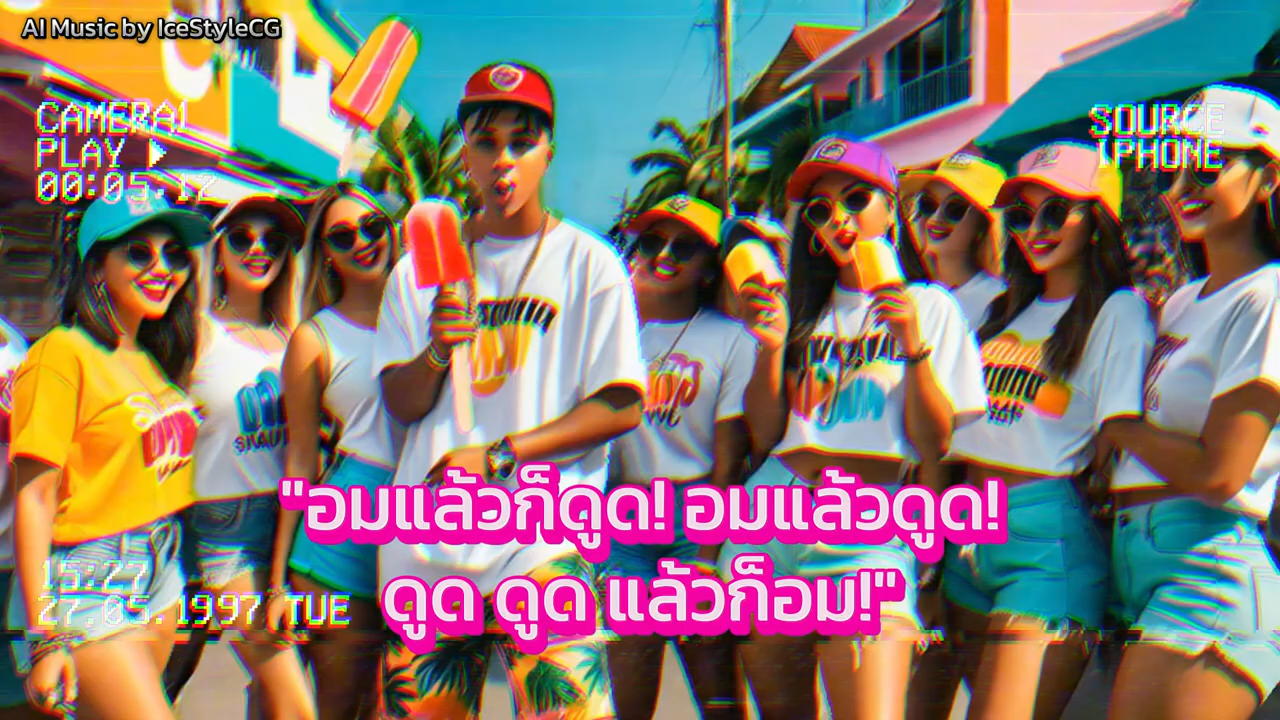 AI Music by IceStyleCG
CAMERA1
PLAY ▶
00:05:12
SOURCE
IPHONE
"อมแล้วก็ดูด! อมแล้วดูด!
ดูด ดูด แล้วก็อม!"
15:27
27.05.1997 TUE